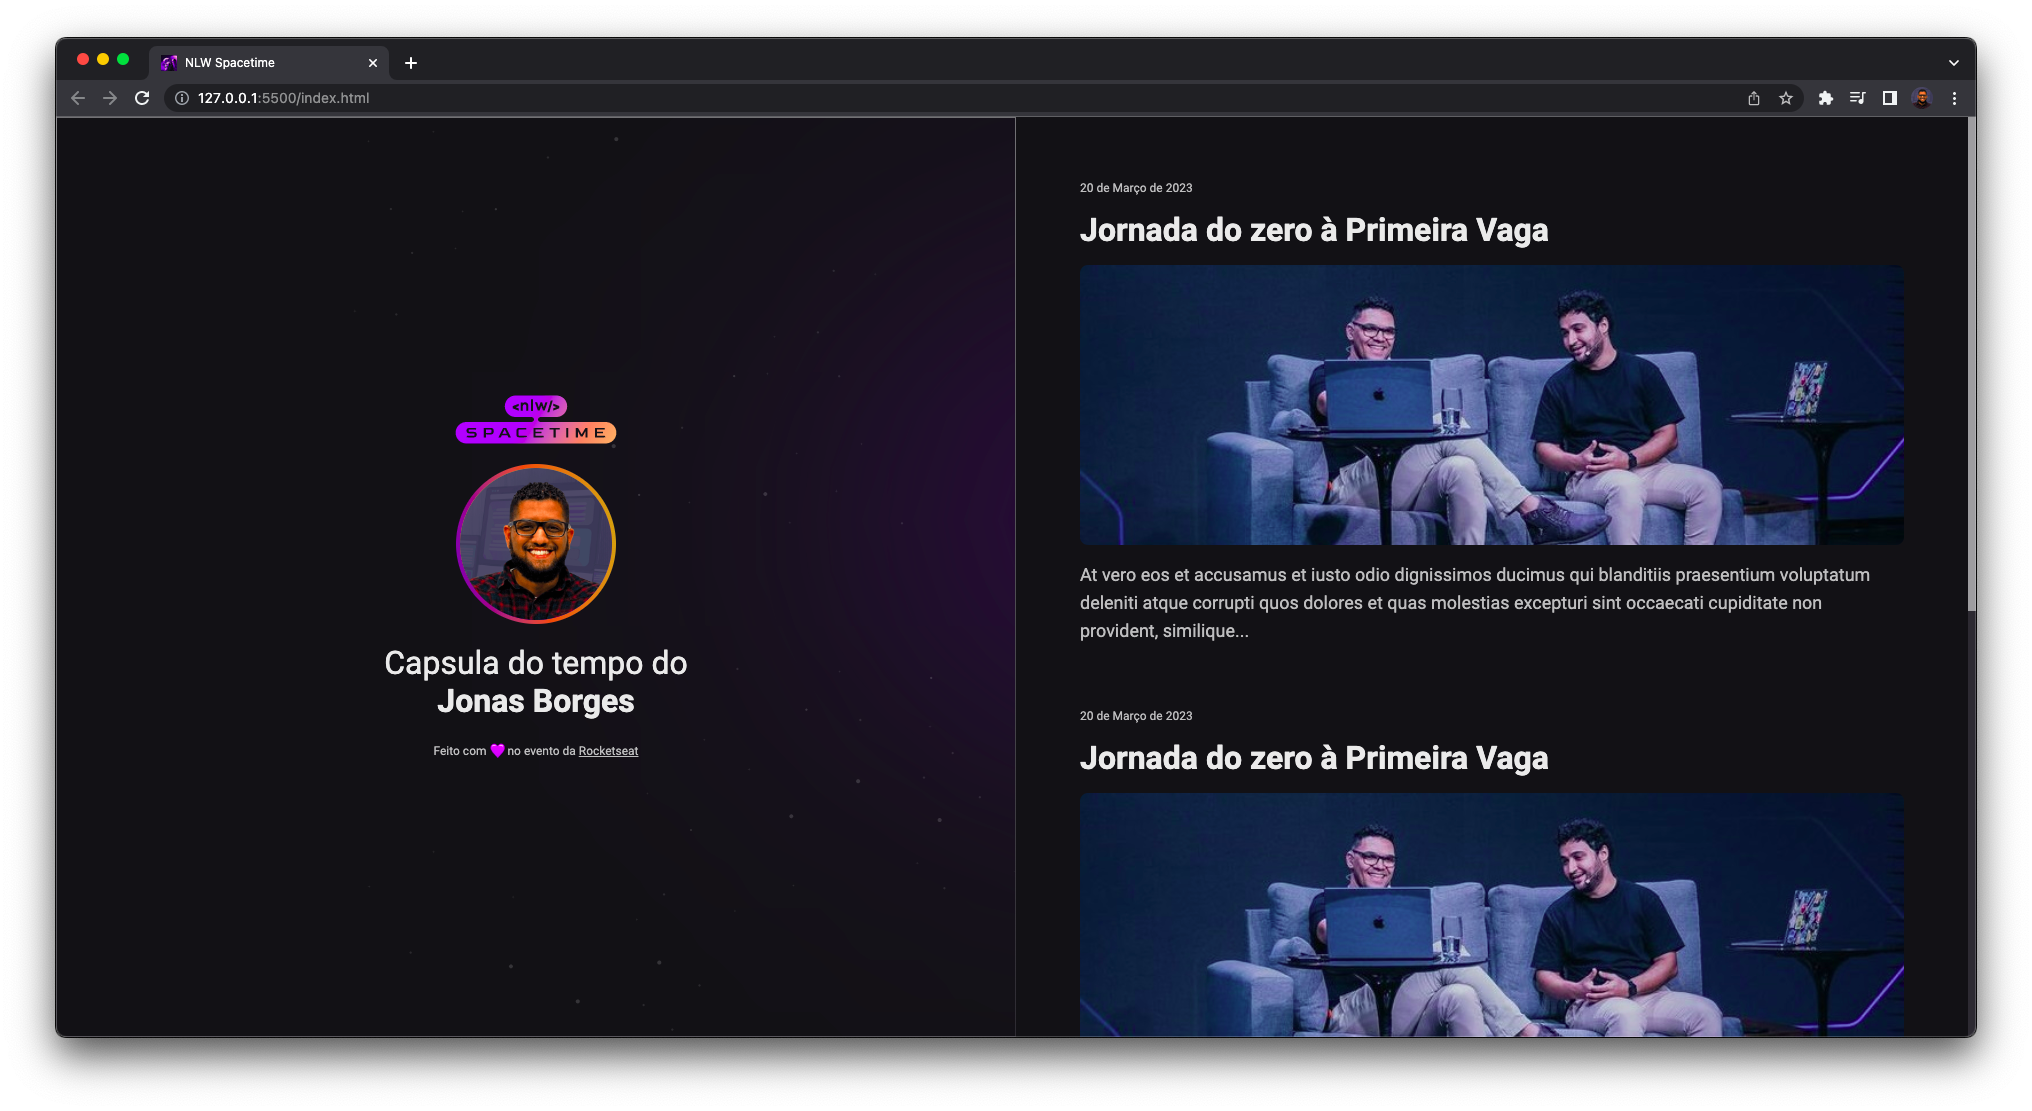 NLW Spacetime
127.0.0.1:5500/index.html
<nlw/>
SPACETIME
Capsula do tempo do
Jonas Borges
Feito com 💜 no evento da Rocketseat
20 de Março de 2023
Jornada do zero à Primeira Vaga
At vero eos et accusamus et iusto odio dignissimos ducimus qui blanditiis praesentium voluptatum
deleniti atque corrupti quos dolores et quas molestias excepturi sint occaecati cupiditate non
provident, similique...
20 de Março de 2023
Jornada do zero à Primeira Vaga